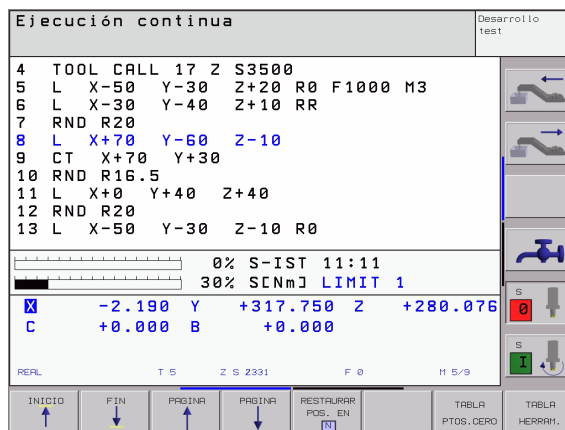 Ejecución continua
Desarrollo
test
4 TOOL CALL 17 Z S3500
5 L X-50 Y-30 Z+20 R0 F1000 M3
6 L X-30 Y-40 Z+10 RR
7 RND R20
8 L X+70 Y-60 Z-10
9 CT X+70 Y+30
10 RND R16.5
11 L X+0 Y+40 Z+40
12 RND R20
13 L X-50 Y-30 Z-10 R0
0% S-IST 11:11
30% S[Nm] LIMIT 1
X -2.190 Y +317.750 Z +280.076
C +0.000 B +0.000
REAL T 5 Z S 2331 F 0 M 5/9
S
0
S
I
INICIO FIN PAGINA PAGINA RESTAURAR POS. EN N TABLA PTOS.CERO TABLA HERRAM.